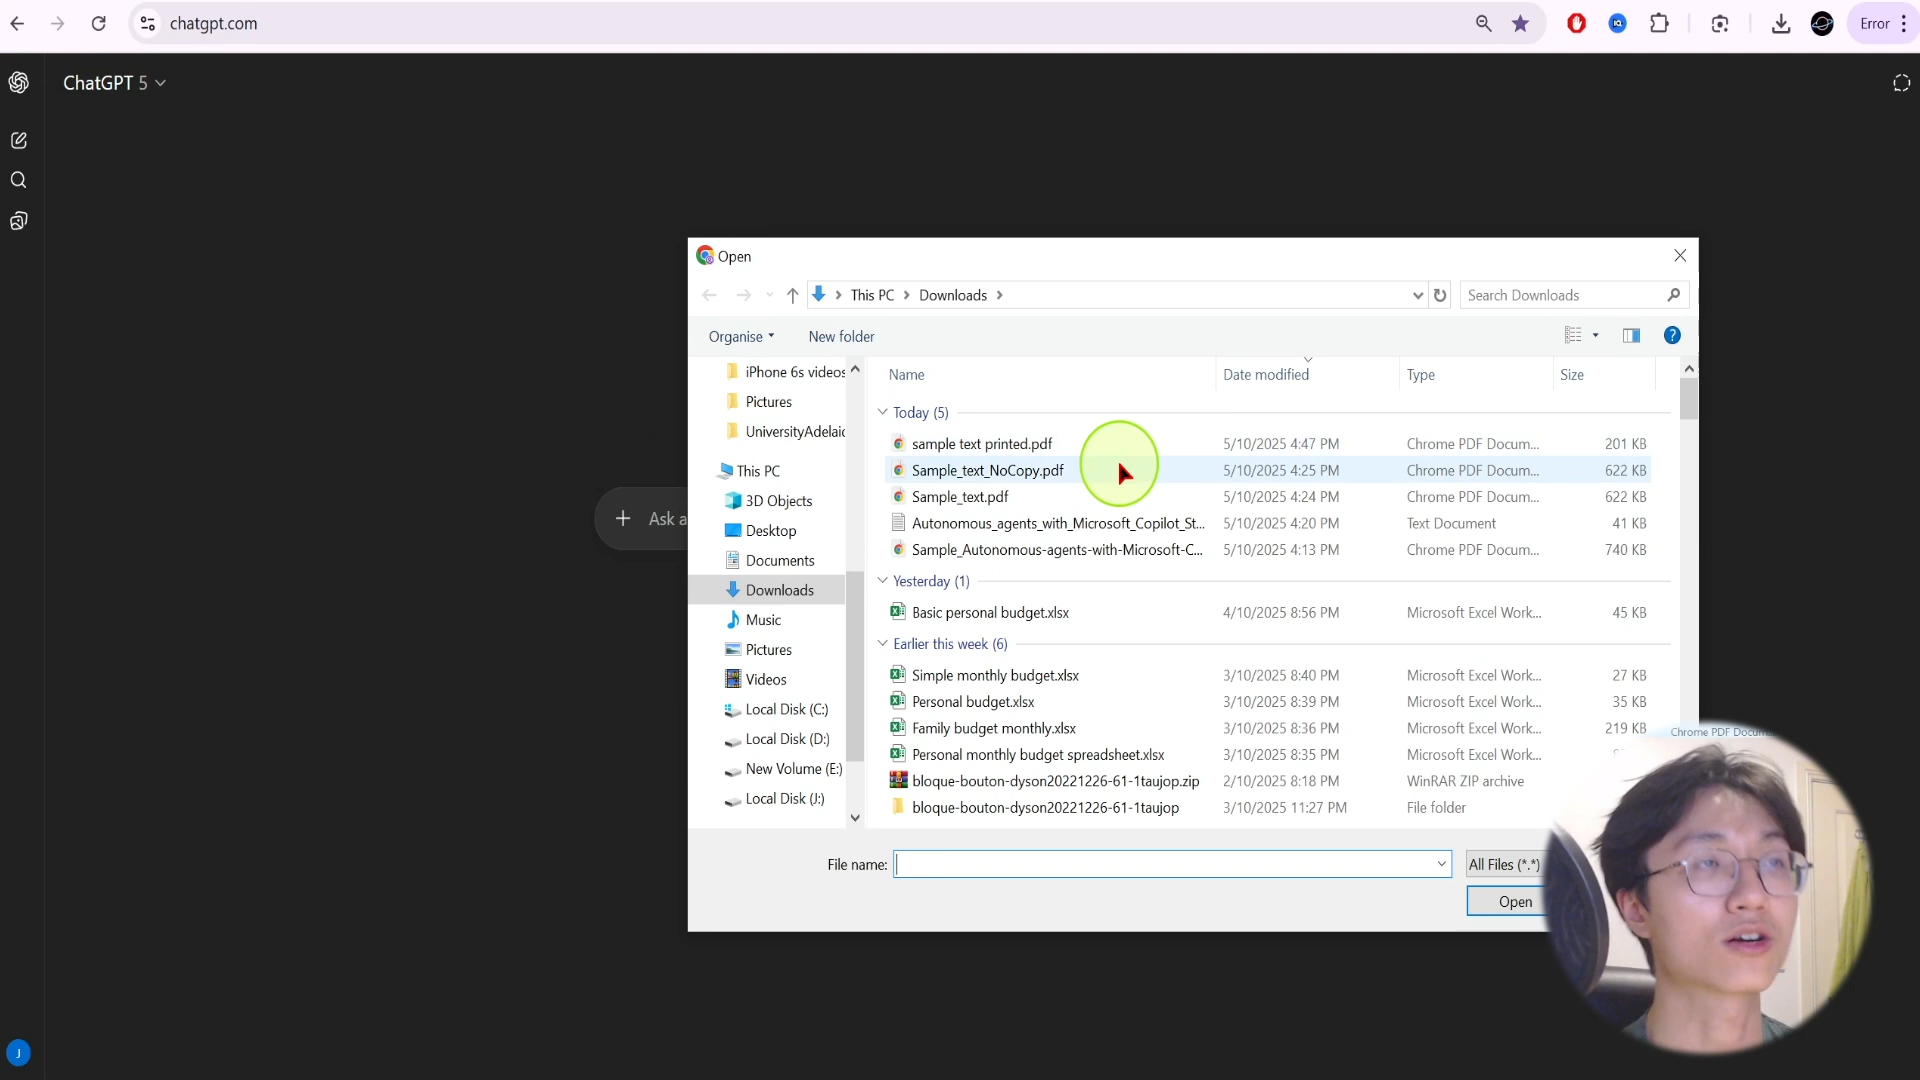 chatgpt.com
Error
ChatGPT 5
Open
This PC
Downloads
Search Downloads
Organise
New folder
iPhone 6s videos
Pictures
UniversityAdelaid
This PC
3D Objects
Desktop
Documents
Downloads
Music
Pictures
Videos
Local Disk (C:)
Local Disk (D:)
New Volume (E:)
Local Disk (J:)
Name Date modified Type Size
Today (5)
sample text printed.pdf 5/10/2025 4:47 PM Chrome PDF Docum... 201 KB
Sample_text_NoCopy.pdf 5/10/2025 4:25 PM Chrome PDF Docum... 622 KB
Sample_text.pdf 5/10/2025 4:24 PM Chrome PDF Docum... 622 KB
Autonomous_agents_with_Microsoft_Copilot_St... 5/10/2025 4:20 PM Text Document 41 KB
Sample_Autonomous-agents-with-Microsoft-C... 5/10/2025 4:13 PM Chrome PDF Docum... 740 KB
Yesterday (1)
Basic personal budget.xlsx 4/10/2025 8:56 PM Microsoft Excel Work... 45 KB
Earlier this week (6)
Simple monthly budget.xlsx 3/10/2025 8:40 PM Microsoft Excel Work... 27 KB
Personal budget.xlsx 3/10/2025 8:39 PM Microsoft Excel Work... 35 KB
Family budget monthly.xlsx 3/10/2025 8:36 PM Microsoft Excel Work... 219 KB
Chrome PDF Docum...
Personal monthly budget spreadsheet.xlsx 3/10/2025 8:35 PM Microsoft Excel Work...
bloque-bouton-dyson20221226-61-1taujop.zip 2/10/2025 8:18 PM WinRAR ZIP archive
bloque-bouton-dyson20221226-61-1taujop 3/10/2025 11:27 PM File folder
Ask a
File name:
All Files (*.*)
Open
J